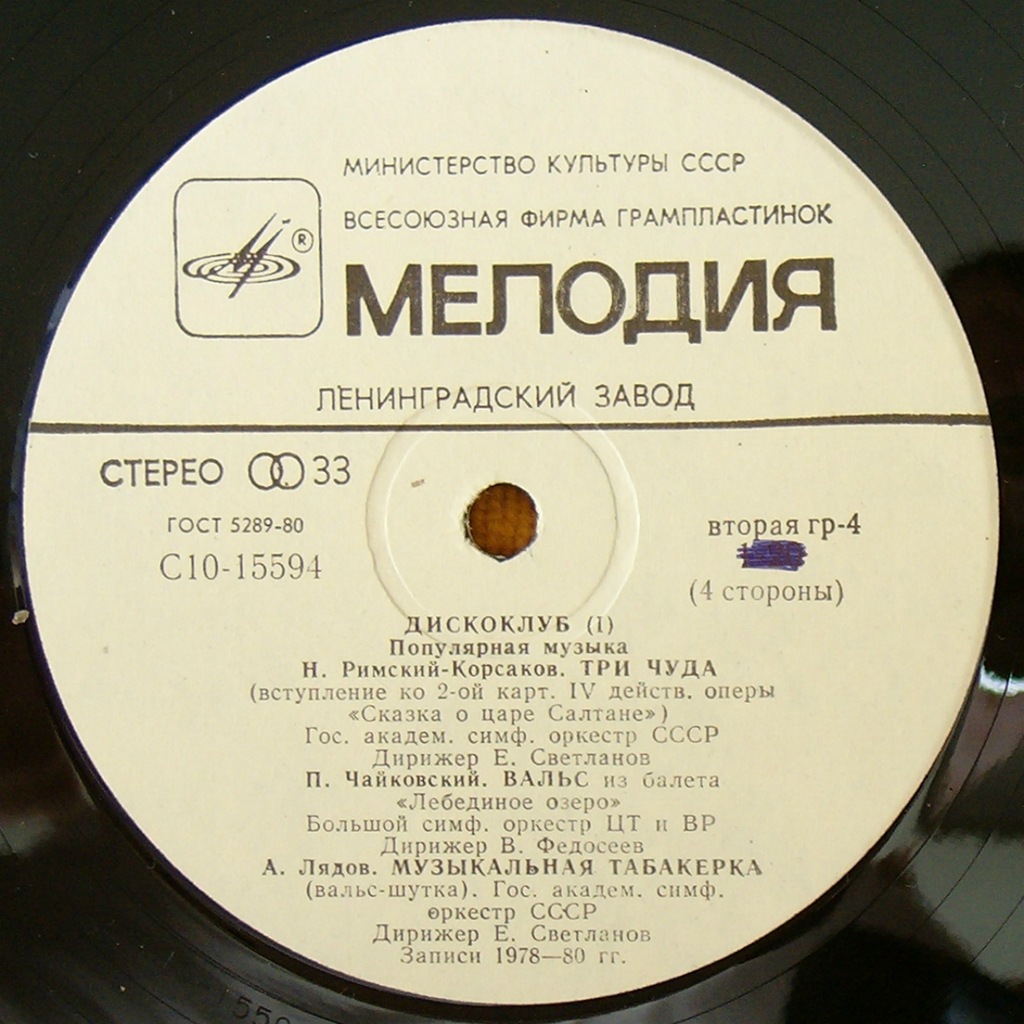 МИНИСТЕРСТВО КУЛЬТУРЫ СССР
ВСЕСОЮЗНАЯ ФИРМА ГРАМПЛАСТИНОК
®
МЕЛОДИЯ
ЛЕНИНГРАДСКИЙ ЗАВОД
СТЕРЕО 33
ГОСТ 5289-80
С10-15594
вторая гр-4
(4 стороны)
ДИСКОКЛУБ (I)
Популярная музыка
Н. Римский-Корсаков. ТРИ ЧУДА
(вступление ко 2-ой карт. IV действ. оперы
«Сказка о царе Салтане»)
Гос. академ. симф. оркестр СССР
Дирижер Е. Светланов
П. Чайковский. ВАЛЬС из балета
«Лебединое озеро»
Большой симф. оркестр ЦТ и ВР
Дирижер В. Федосеев
А. Лядов. МУЗЫКАЛЬНАЯ ТАБАКЕРКА
(вальс-шутка). Гос. академ. симф.
оркестр СССР
Дирижер Е. Светланов
Записи 1978—80 гг.